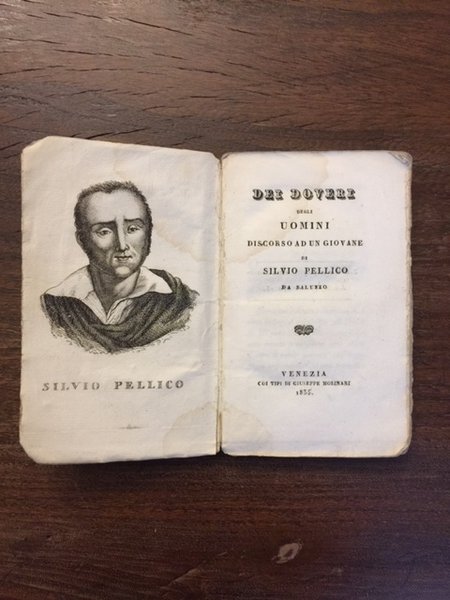 SILVIO PELLICO
DEI DOVERI
DEGLI
UOMINI
DISCORSO AD UN GIOVANE
DI
SILVIO PELLICO
DA SALUZZO
VENEZIA
COI TIPI DI GIUSEPPE MOLINARI